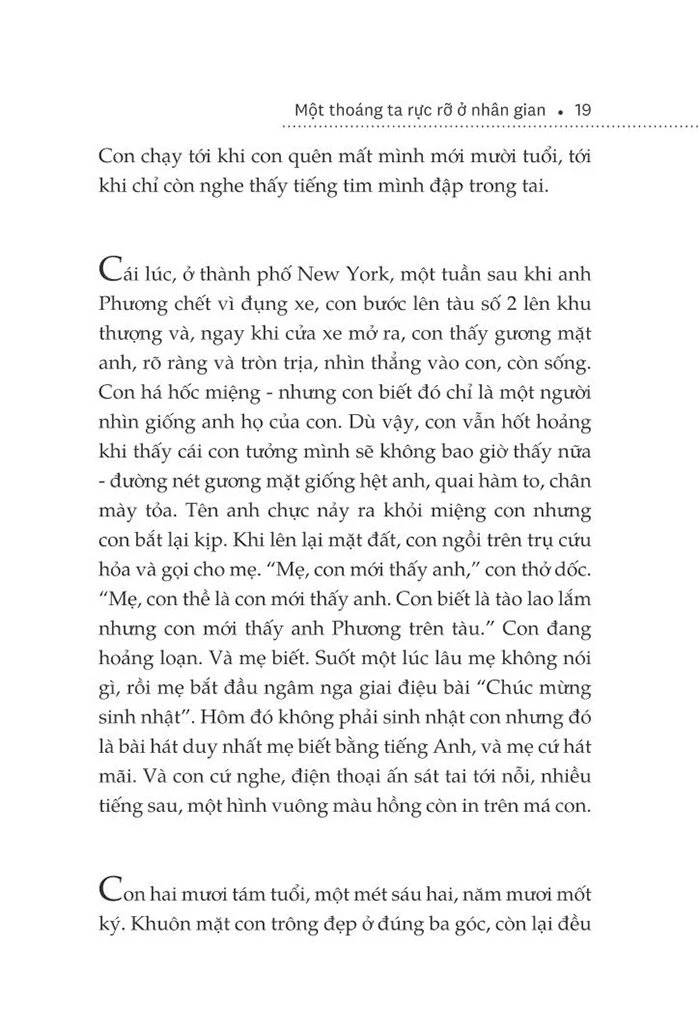 Một thoáng ta rực rỡ ở nhân gian • 19
Con chạy tới khi con quên mất mình mới mười tuổi, tới
khi chỉ còn nghe thấy tiếng tim mình đập trong tai.
Cái lúc, ở thành phố New York, một tuần sau khi anh
Phương chết vì đụng xe, con bước lên tàu số 2 lên khu
thượng và, ngay khi cửa xe mở ra, con thấy gương mặt
anh, rõ ràng và tròn trịa, nhìn thẳng vào con, còn sống.
Con há hốc miệng - nhưng con biết đó chỉ là một người
nhìn giống anh họ của con. Dù vậy, con vẫn hốt hoảng
khi thấy cái con tưởng mình sẽ không bao giờ thấy nữa
- đường nét gương mặt giống hệt anh, quai hàm to, chân
mày tỏa. Tên anh chực nảy ra khỏi miệng con nhưng
con bắt lại kịp. Khi lên lại mặt đất, con ngồi trên trụ cứu
hỏa và gọi cho mẹ. “Mẹ, con mới thấy anh,” con thở dốc.
“Mẹ, con thề là con mới thấy anh. Con biết là tào lao lắm
nhưng con mới thấy anh Phương trên tàu.” Con đang
hoảng loạn. Và mẹ biết. Suốt một lúc lâu mẹ không nói
gì, rồi mẹ bắt đầu ngâm nga giai điệu bài “Chúc mừng
sinh nhật”. Hôm đó không phải sinh nhật con nhưng đó
là bài hát duy nhất mẹ biết bằng tiếng Anh, và mẹ cứ hát
mãi. Và con cứ nghe, điện thoại ấn sát tai tới nỗi, nhiều
tiếng sau, một hình vuông màu hồng còn in trên má con.
Con hai mươi tám tuổi, một mét sáu hai, năm mươi mốt
ký. Khuôn mặt con trông đẹp ở đúng ba góc, còn lại đều